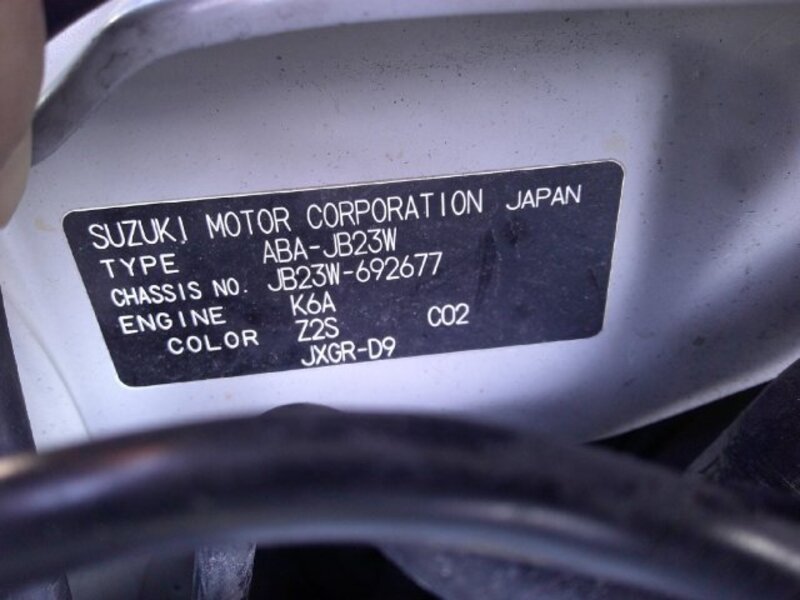 SUZUKI MOTOR CORPORATION JAPAN
TYPE ABA-JB23W
CHASSIS NO. JB23W-692677
ENGINE K6A
COLOR Z2S C02
JXGR-D9